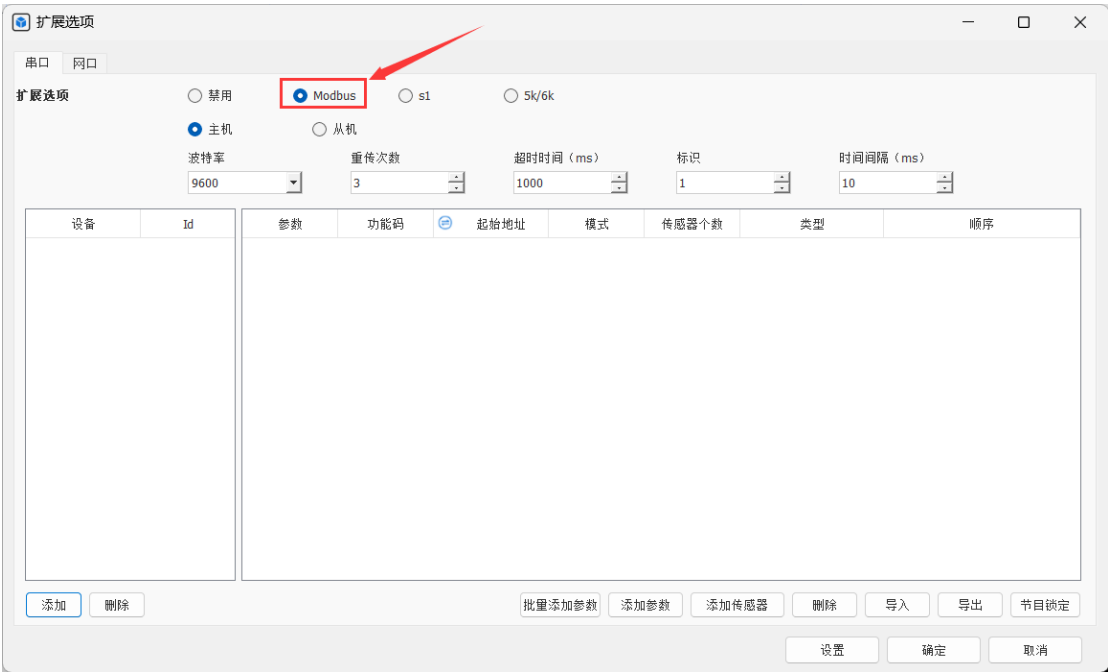 扩展选项
串口 网口
扩展选项 禁用 Modbus s1 5k/6k
主机 从机
波特率 重传次数 超时时间（ms） 标识 时间间隔（ms）
9600 3 1000 1 10
设备 Id 参数 功能码 起始地址 模式 传感器个数 类型 顺序
添加 删除 批量添加参数 添加参数 添加传感器 删除 导入 导出 节目锁定
设置 确定 取消